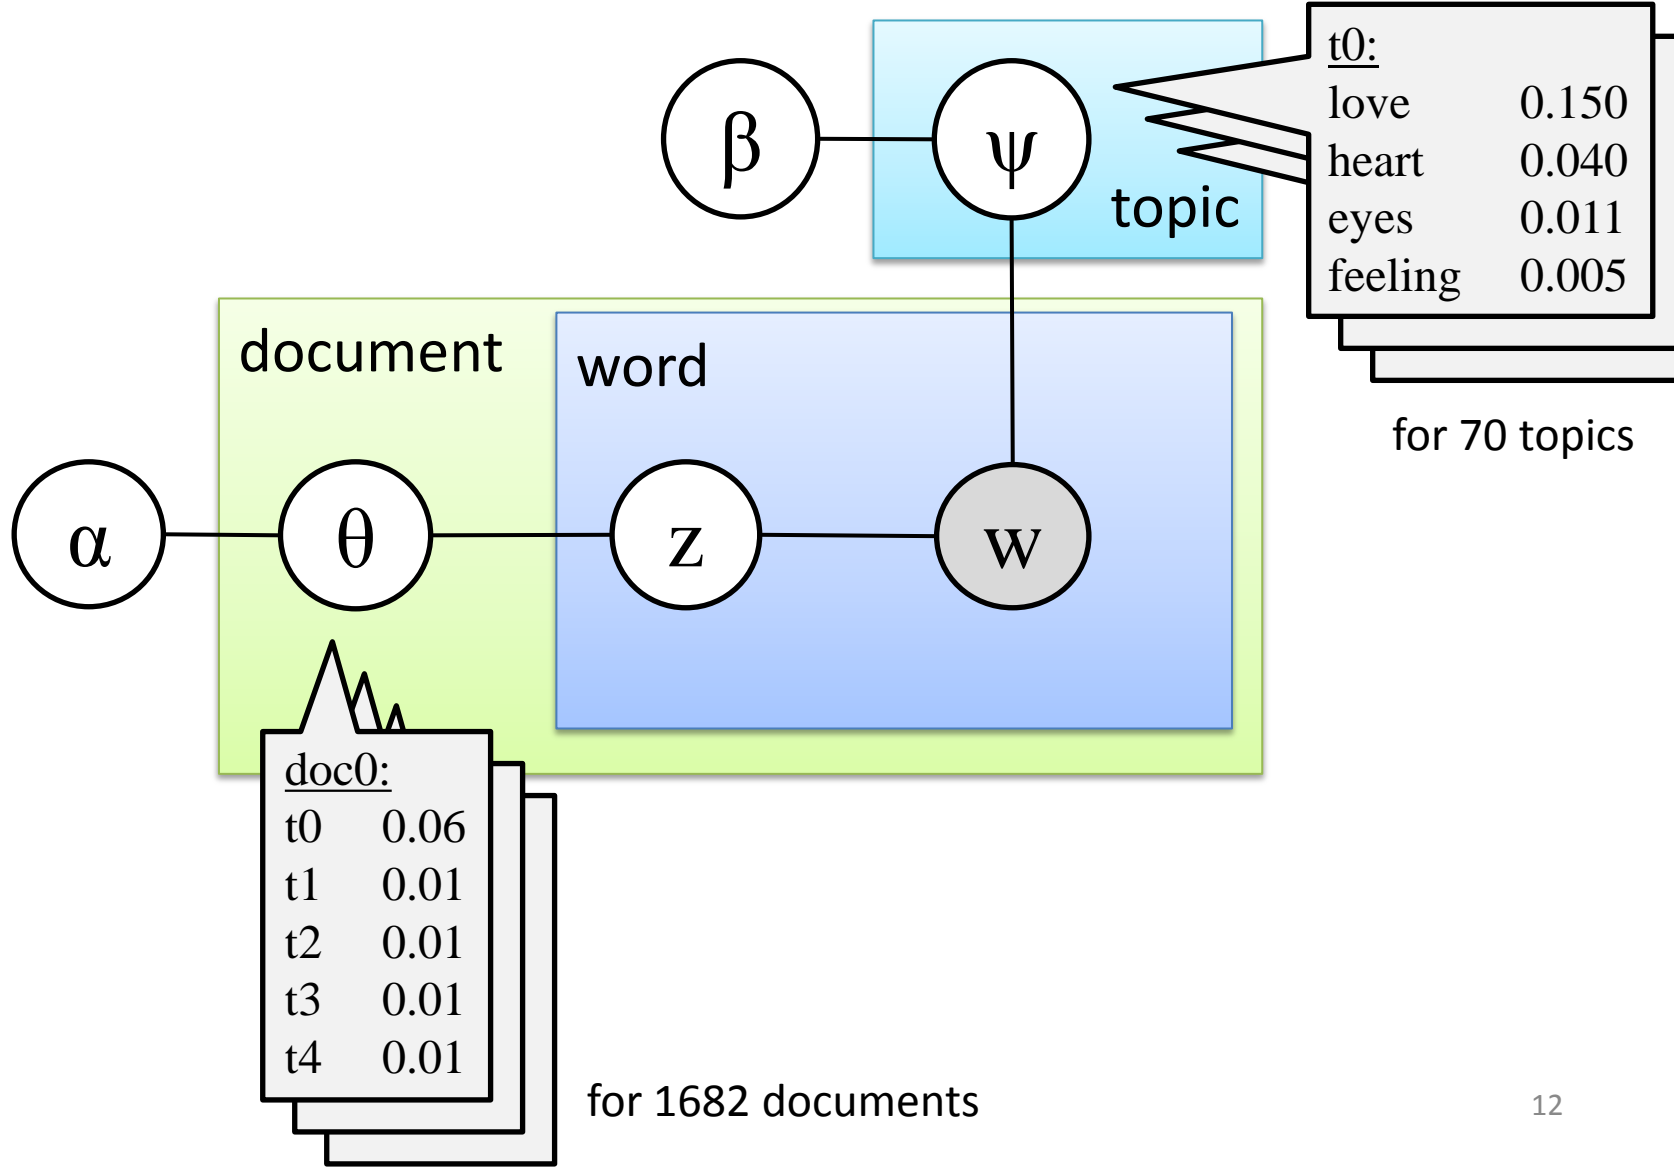 t0:
love 0.150
heart 0.040
eyes 0.011
feeling 0.005
β
ψ
topic
document
word
for 70 topics
α
θ
z
w
doc0:
t0 0.06
t1 0.01
t2 0.01
t3 0.01
t4 0.01
for 1682 documents
12